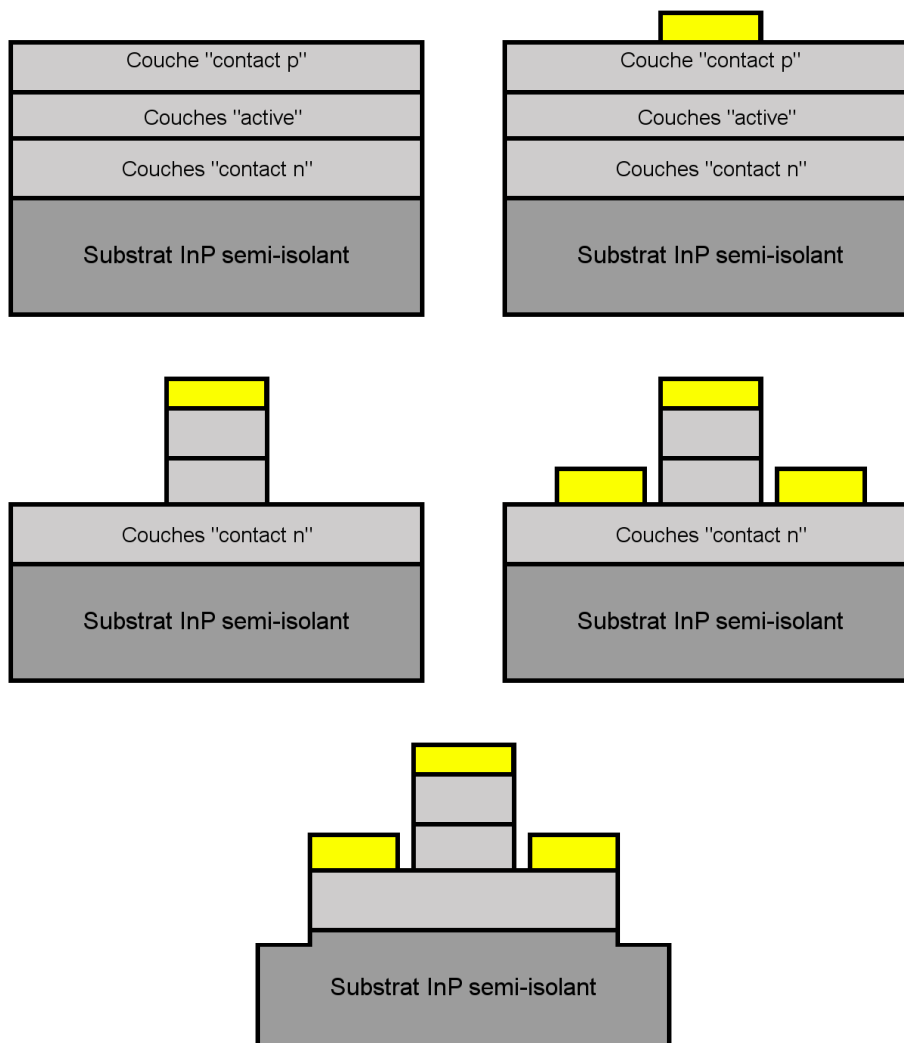 Couche "contact p"
Couches "active"
Couches "contact n"
Substrat InP semi-isolant
Couche "contact p"
Couches "active"
Couches "contact n"
Substrat InP semi-isolant
Couches "contact n"
Substrat InP semi-isolant
Couches "contact n"
Substrat InP semi-isolant
Substrat InP semi-isolant